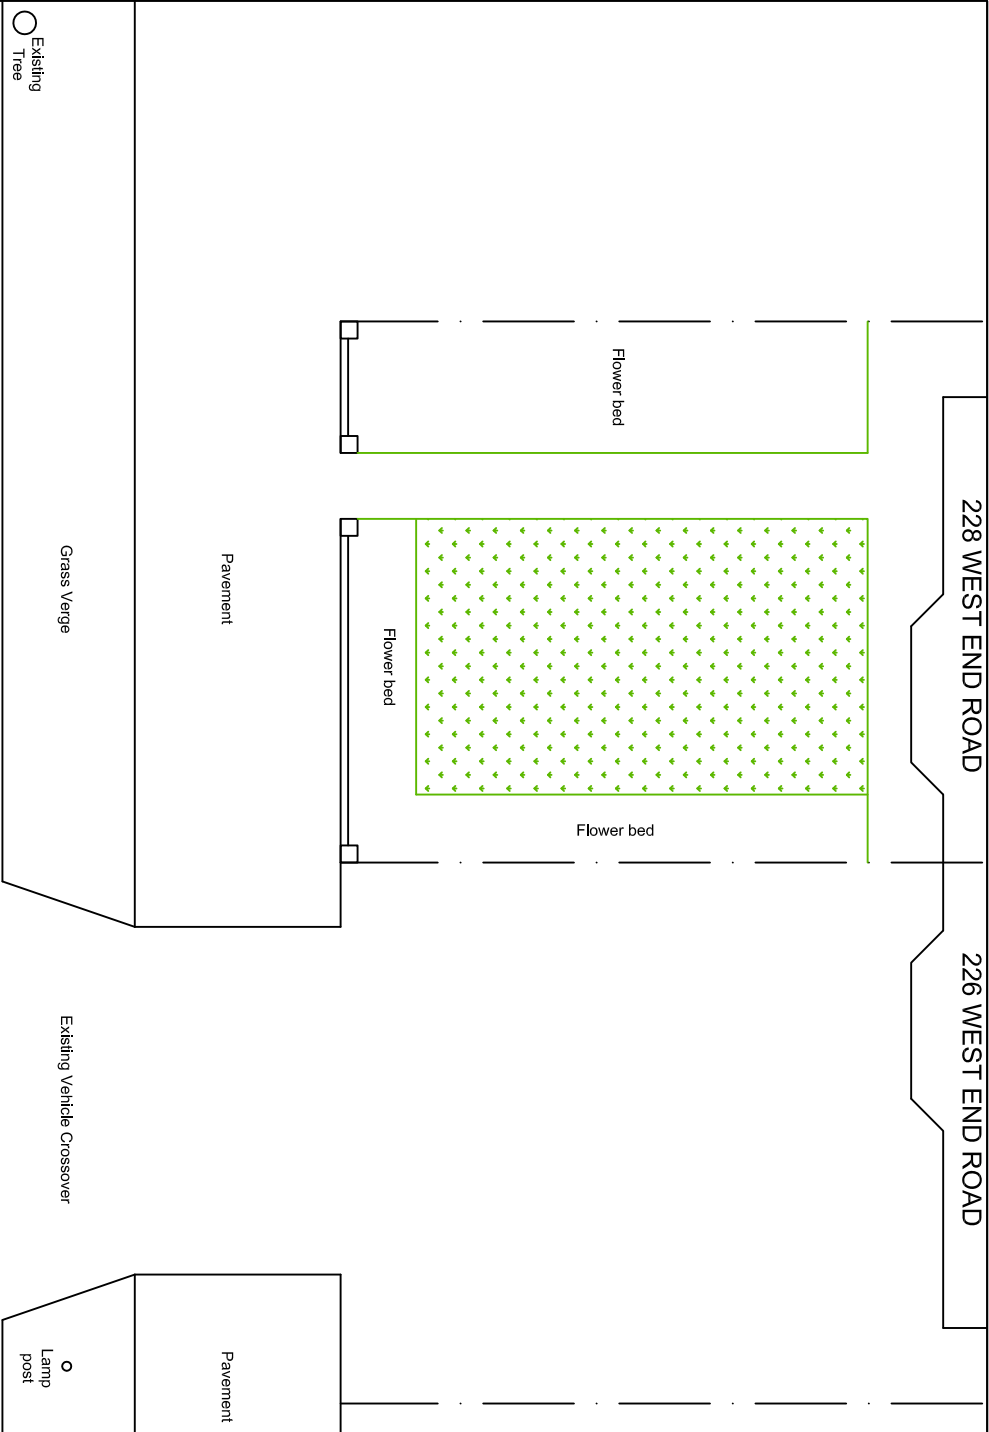 228 WEST END ROAD
226 WEST END ROAD
Flower bed
Flower bed
Flower bed
Pavement
Pavement
Existing
Tree
Grass Verge
Existing Vehicle Crossover
Lamp
post